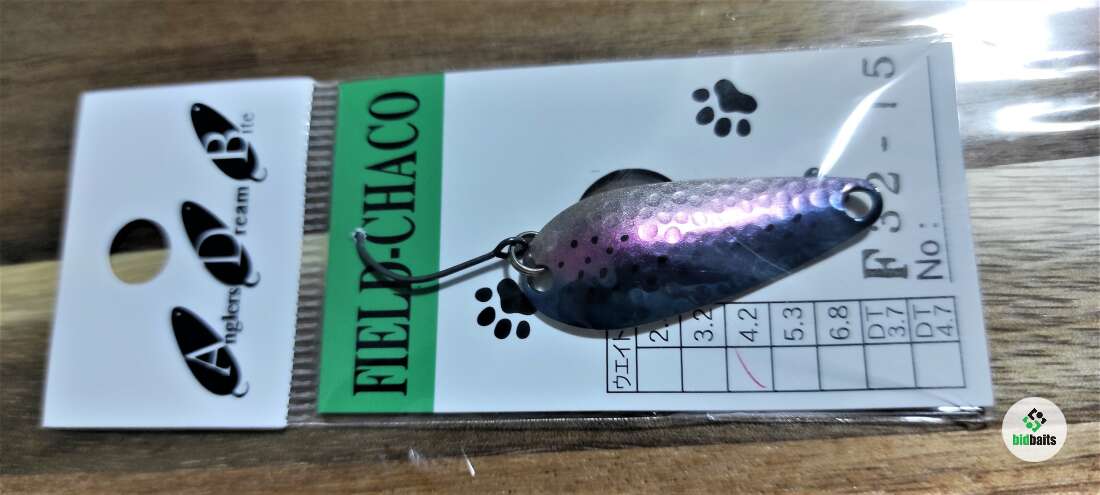 Anglers
Dream
Bite
FIELD-CHACO
F32-15
No:
ウエイト
3.2
4.2
5.3
6.8
DT
3.7
DT
4.7
bidbaits